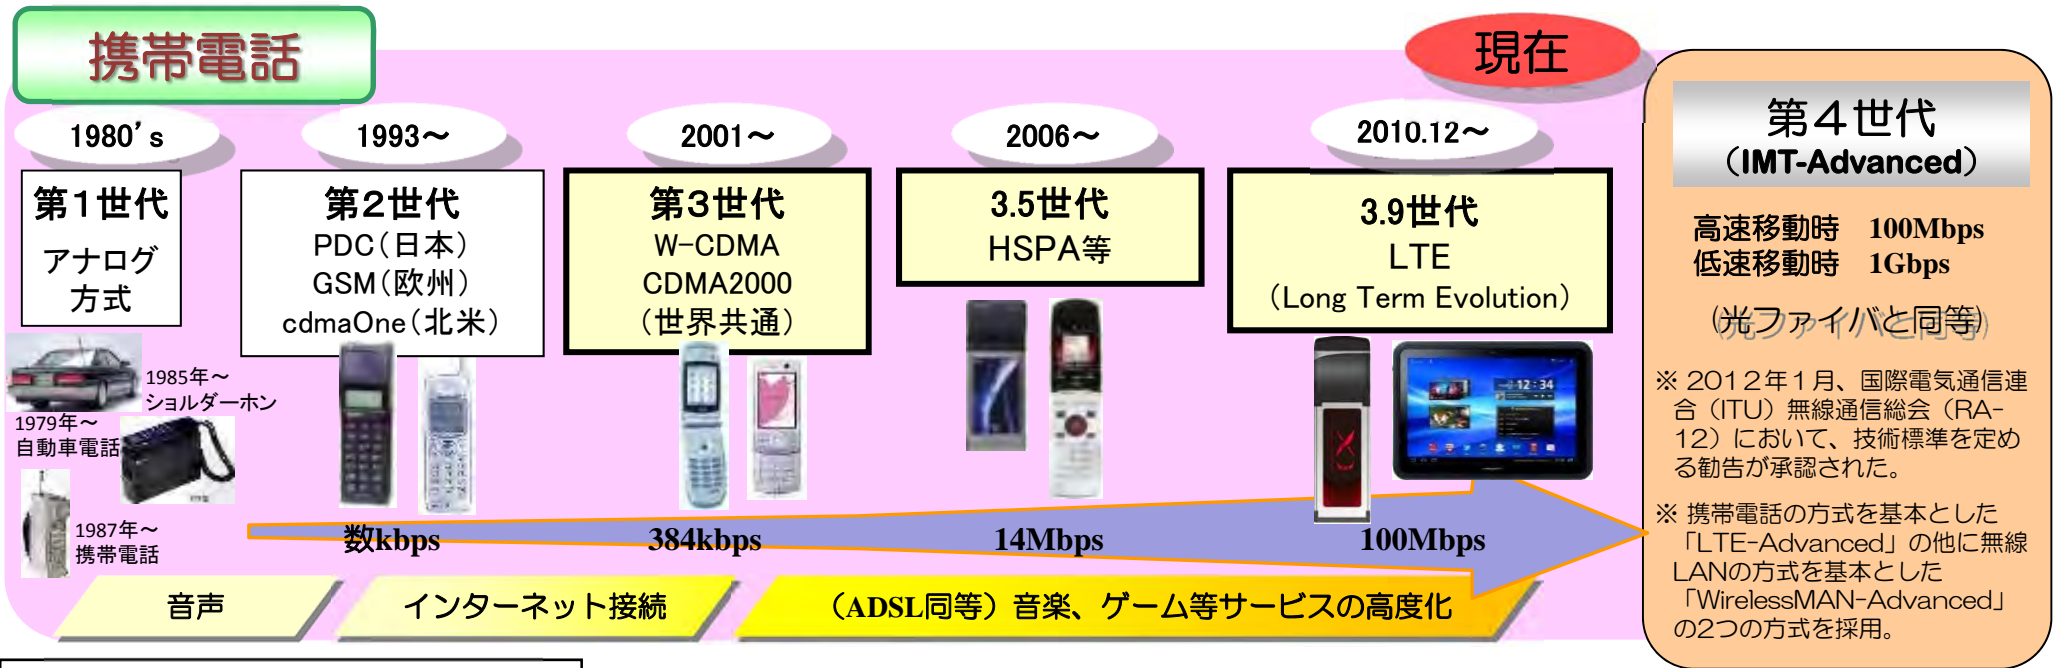 携帯電話
現在
1980's
1993～
2001～
2006～
2010.12～
第1世代
アナログ
方式
第2世代
PDC(日本)
GSM(欧州)
cdmaOne(北米)
第3世代
W-CDMA
CDMA2000
(世界共通)
3.5世代
HSPA等
3.9世代
LTE
(Long Term Evolution)
1979年～
自動車電話
1985年～
ショルダーホン
1987年～
携帯電話
12:34
数kbps
384kbps
14Mbps
100Mbps
音声
インターネット接続
（ADSL同等）音楽、ゲーム等サービスの高度化
第４世代
（IMT-Advanced）
高速移動時 100Mbps
低速移動時 1Gbps
(光ファイバと同等)
※ ２０１２年１月、国際電気通信連
合（ITU）無線通信総会（RA-
12）において、技術標準を定め
る勧告が承認された。
※ 携帯電話の方式を基本とした
「LTE-Advanced」の他に無線
LANの方式を基本とした
「WirelessMAN-Advanced」
の2つの方式を採用。